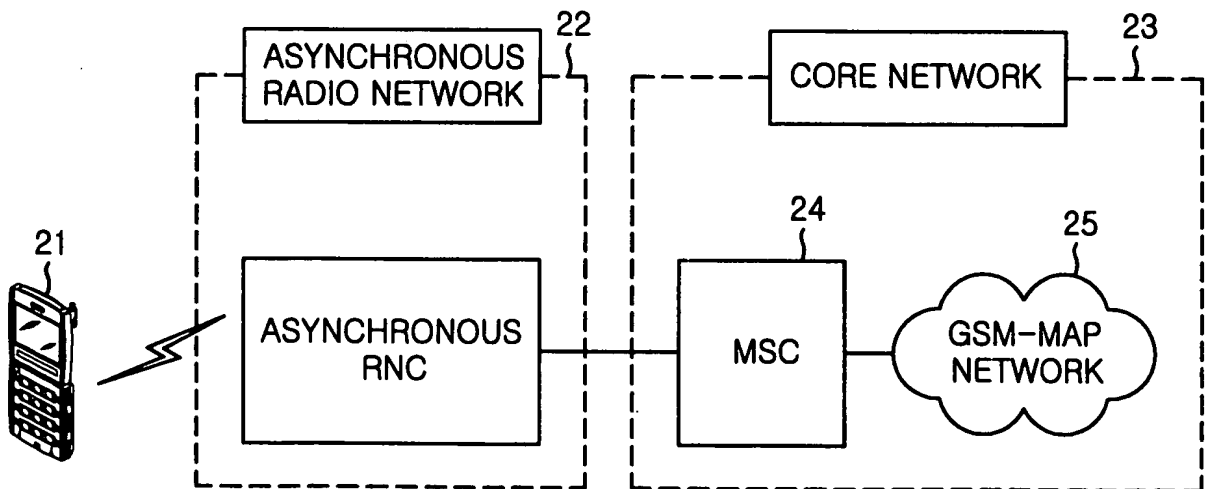 22
ASYNCHRONOUS
RADIO NETWORK
23
CORE NETWORK
21
24
25
ASYNCHRONOUS
RNC
MSC
GSM-MAP
NETWORK